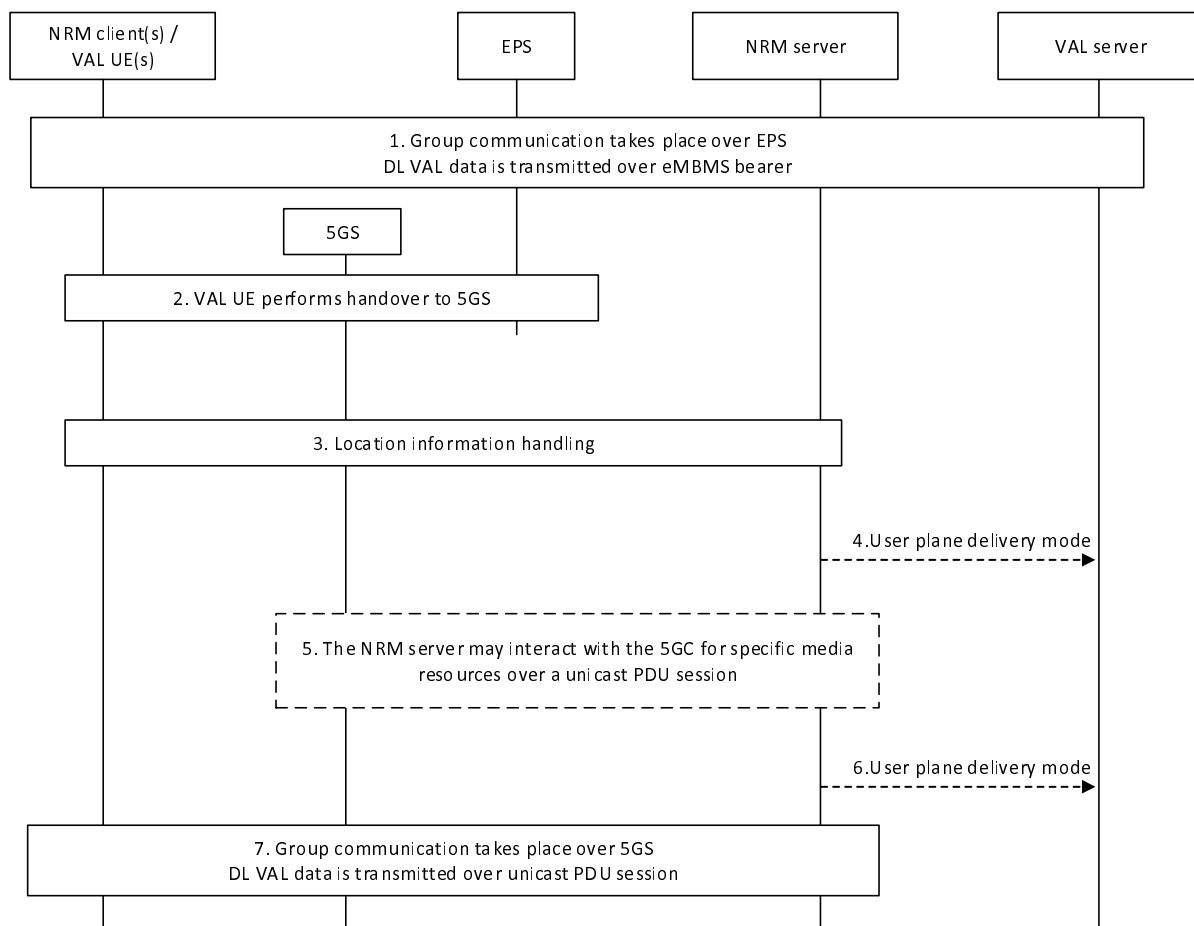 NRM client(s) /
VAL UE(s)
EPS
NRM server
VAL server
1. Group communication takes place over EPS
DL VAL data is transmitted over eMBMS bearer
5GS
2. VAL UE performs handover to 5GS
3. Location information handling
4.User plane delivery mode
5. The NRM server may interact with the 5GC for specific media
resources over a unicast PDU session
6.User plane delivery mode
7. Group communication takes place over 5GS
DL VAL data is transmitted over unicast PDU session